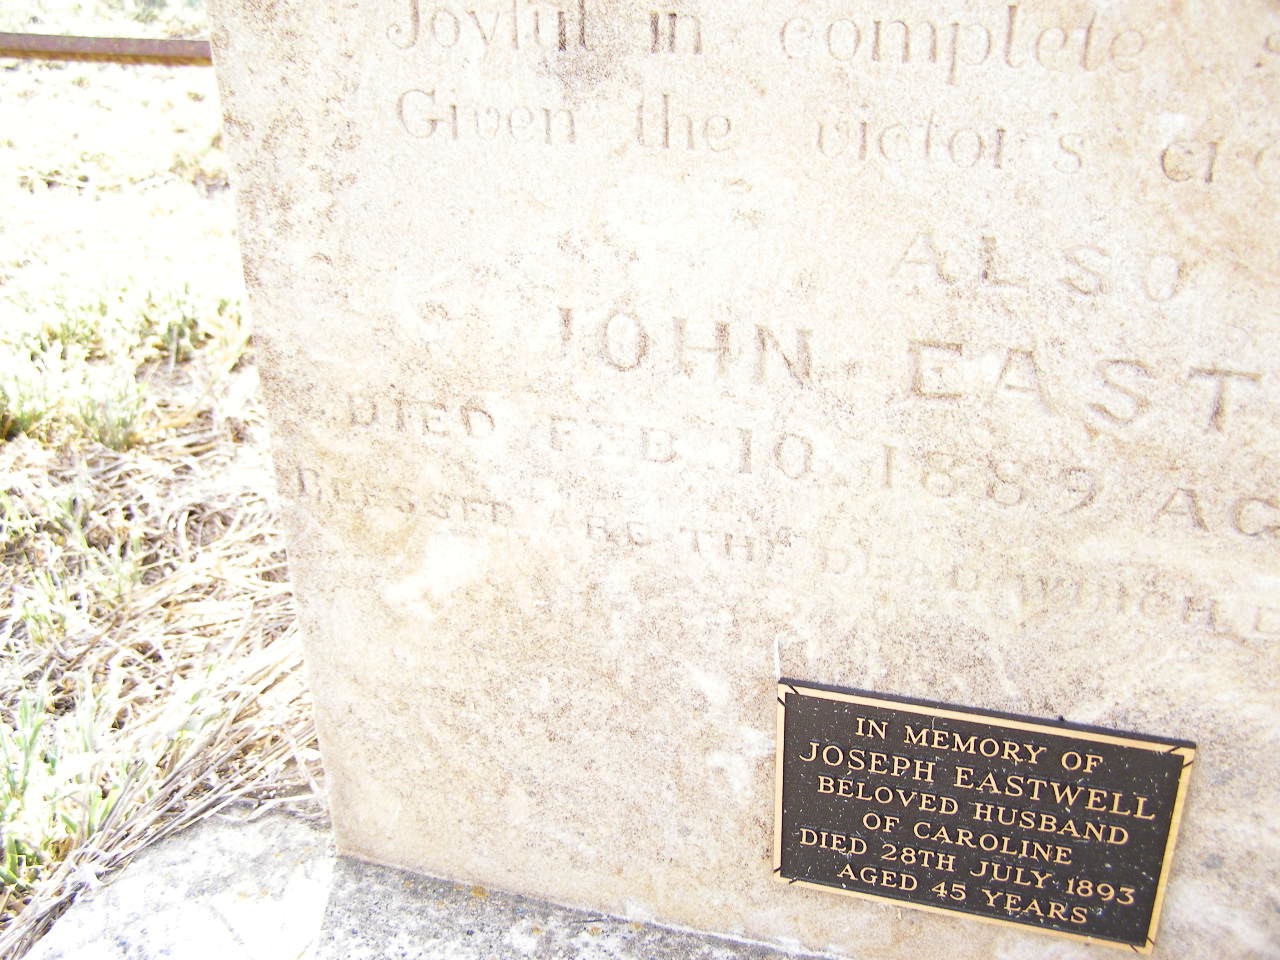 Joyful in complete
Given the victor's
ALSO
JOHN EAST
DIED FEB 10. 1889 AG
BLESSED ARE THE DEAD WHICH D
IN MEMORY OF
JOSEPH EASTWELL
BELOVED HUSBAND
OF CAROLINE
DIED 28TH JULY 1893
AGED 45 YEARS